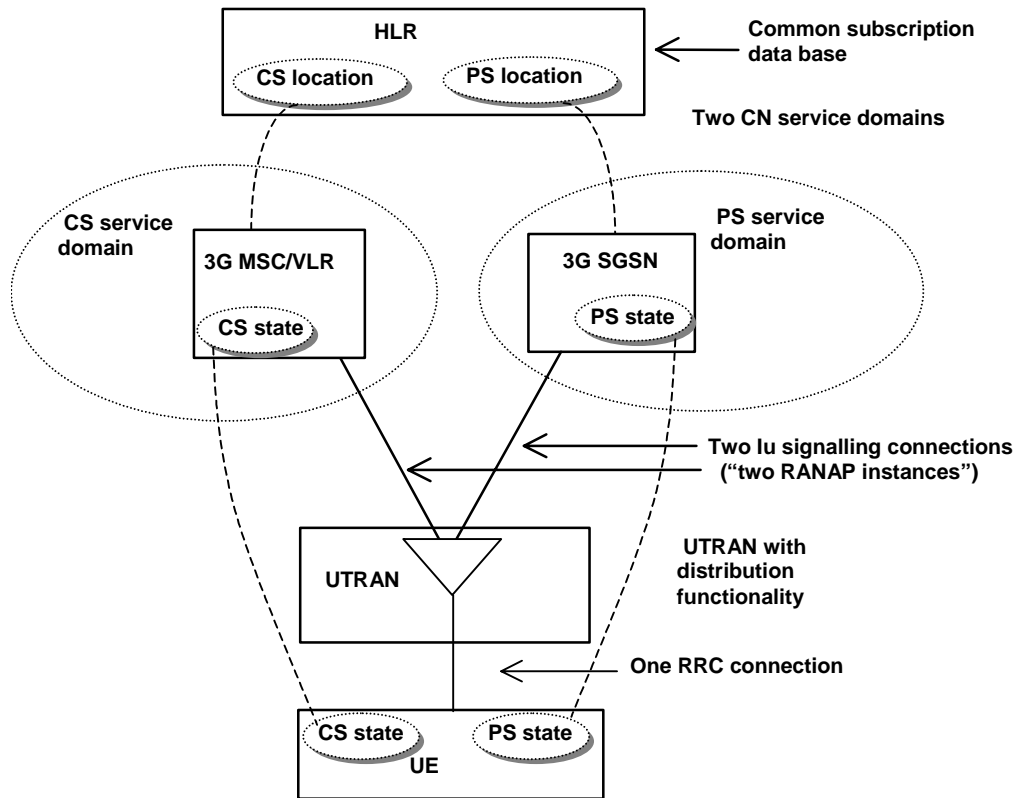 HLR
Common subscription
data base
CS location
PS location
Two CN service domains
CS service
domain
PS service
domain
3G MSC/VLR
3G SGSN
CS state
PS state
Two Iu signalling connections
(“two RANAP instances”)
UTRAN
UTRAN with
distribution
functionality
One RRC connection
CS state
PS state
UE